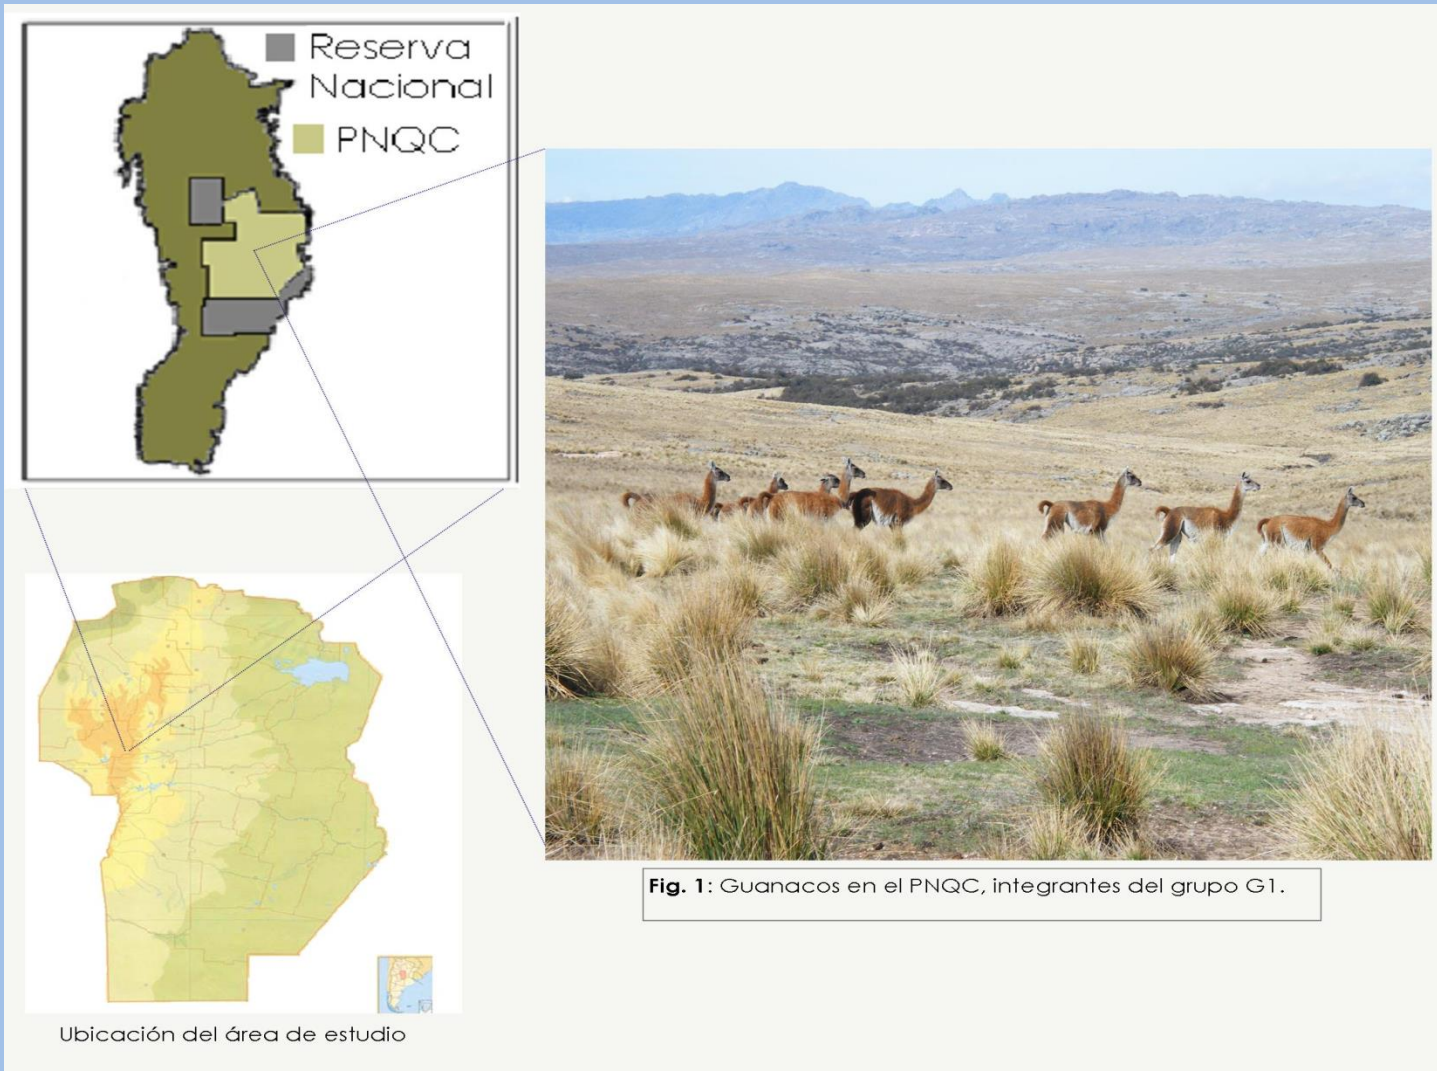 Reserva
Nacional
PNQC
Fig. 1: Guanacos en el PNQC, integrantes del grupo G1.
Ubicación del área de estudio